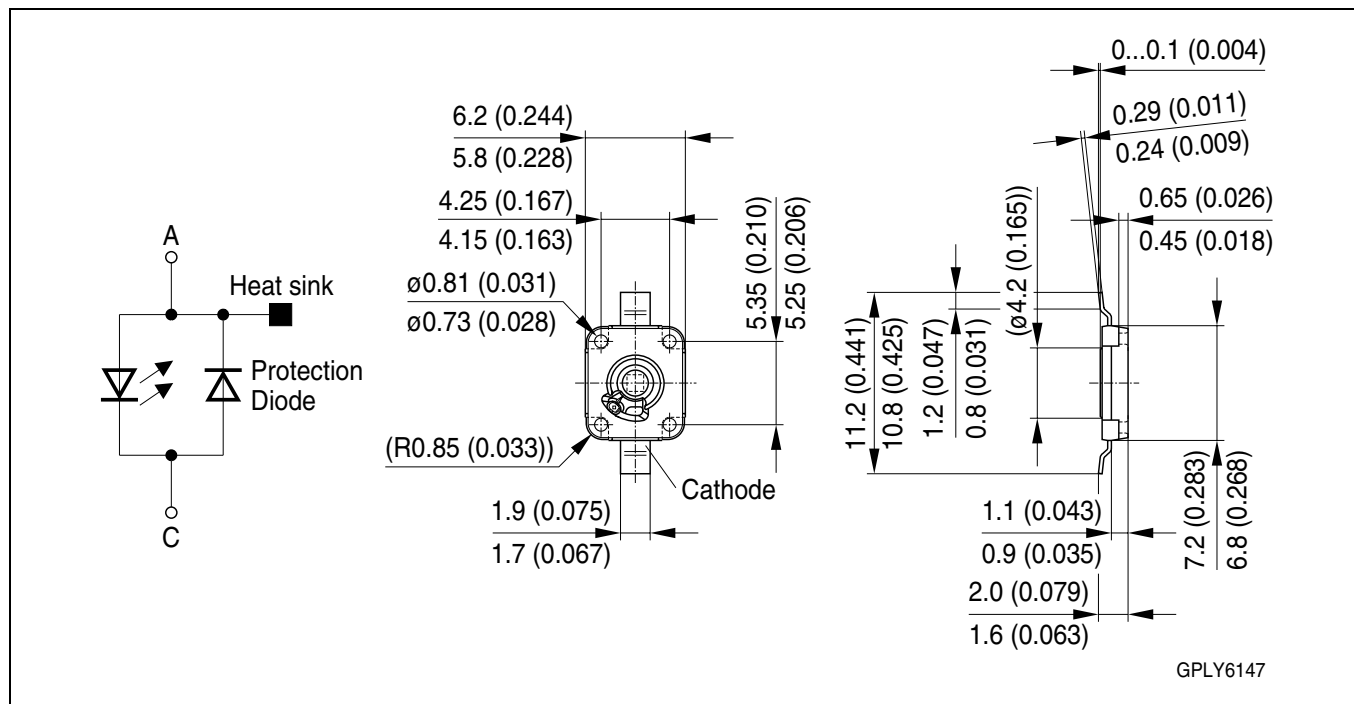 A
Heat sink
Protection
Diode
C
6.2 (0.244)
5.8 (0.228)
4.25 (0.167)
4.15 (0.163)
ø0.81 (0.031)
ø0.73 (0.028)
(R0.85 (0.033))
1.9 (0.075)
1.7 (0.067)
Cathode
5.35 (0.210)
5.25 (0.206)
0...0.1 (0.004)
0.29 (0.011)
0.24 (0.009)
0.65 (0.026)
0.45 (0.018)
(ø4.2 (0.165))
11.2 (0.441)
10.8 (0.425)
1.2 (0.047)
0.8 (0.031)
7.2 (0.283)
6.8 (0.268)
1.1 (0.043)
0.9 (0.035)
2.0 (0.079)
1.6 (0.063)
GPLY6147